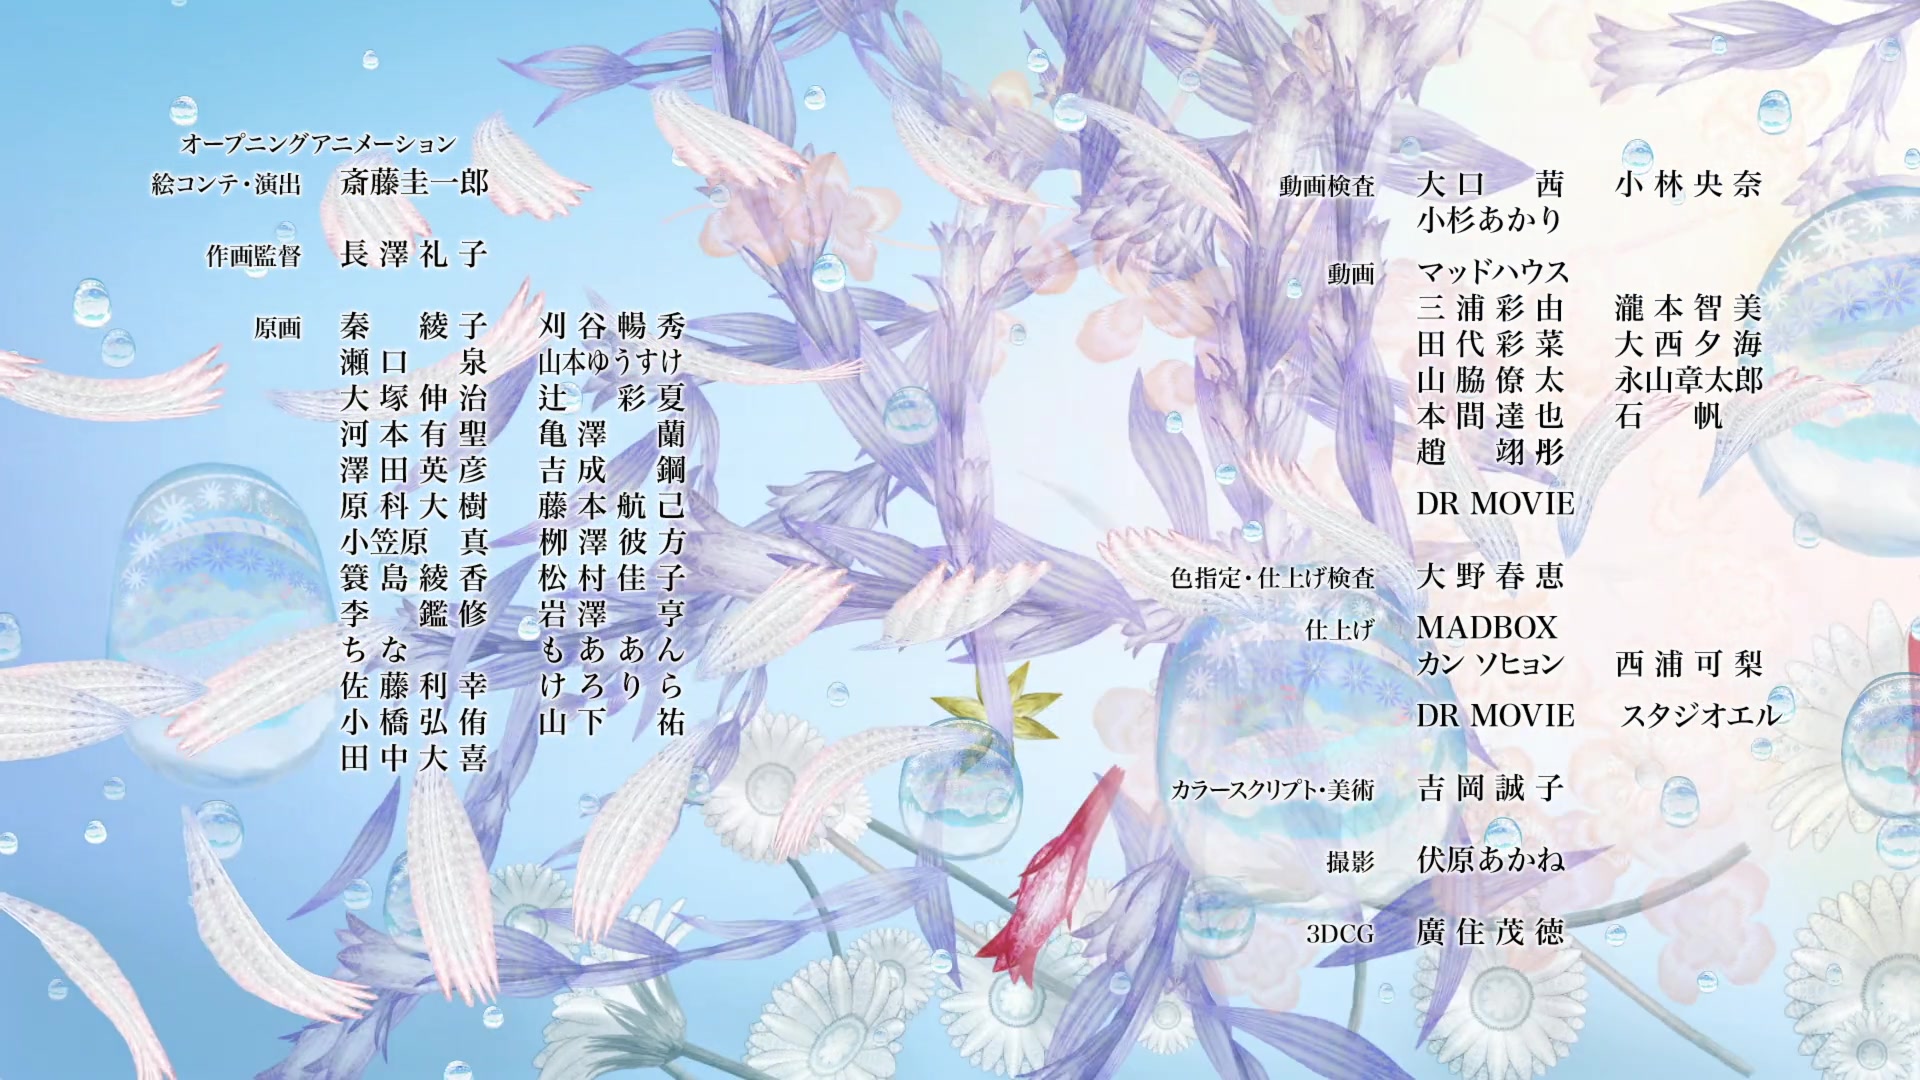 オープニングアニメーション
絵コンテ・演出 斎藤圭一郎
作画監督 長澤礼子
原画 秦 綾子 刈谷暢秀
瀬口 泉 山本ゆうすけ
大塚伸治 辻 彩夏
河本有聖 亀澤 蘭
澤田英彦 吉成 鋼
原科大樹 藤本航己
小笠原 真 栁澤彼方
簑島綾香 松村佳子
李 鑑修 岩澤 亨
ちな もああん
佐藤利幸 けろりら
小橋弘侑 山下 祐
田中大喜
動画検査 大口 茜 小林央奈
小杉あかり
動画 マッドハウス
三浦彩由 瀧本智美
田代彩菜 大西夕海
山脇僚太 永山章太郎
本間達也 石 帆
趙 翊彤
DR MOVIE
色指定・仕上げ検査 大野春恵
仕上げ MADBOX
カン ソヒョン 西浦可梨
DR MOVIE スタジオエル
カラースクリプト・美術 吉岡誠子
撮影 伏原あかね
3DCG 廣住茂徳